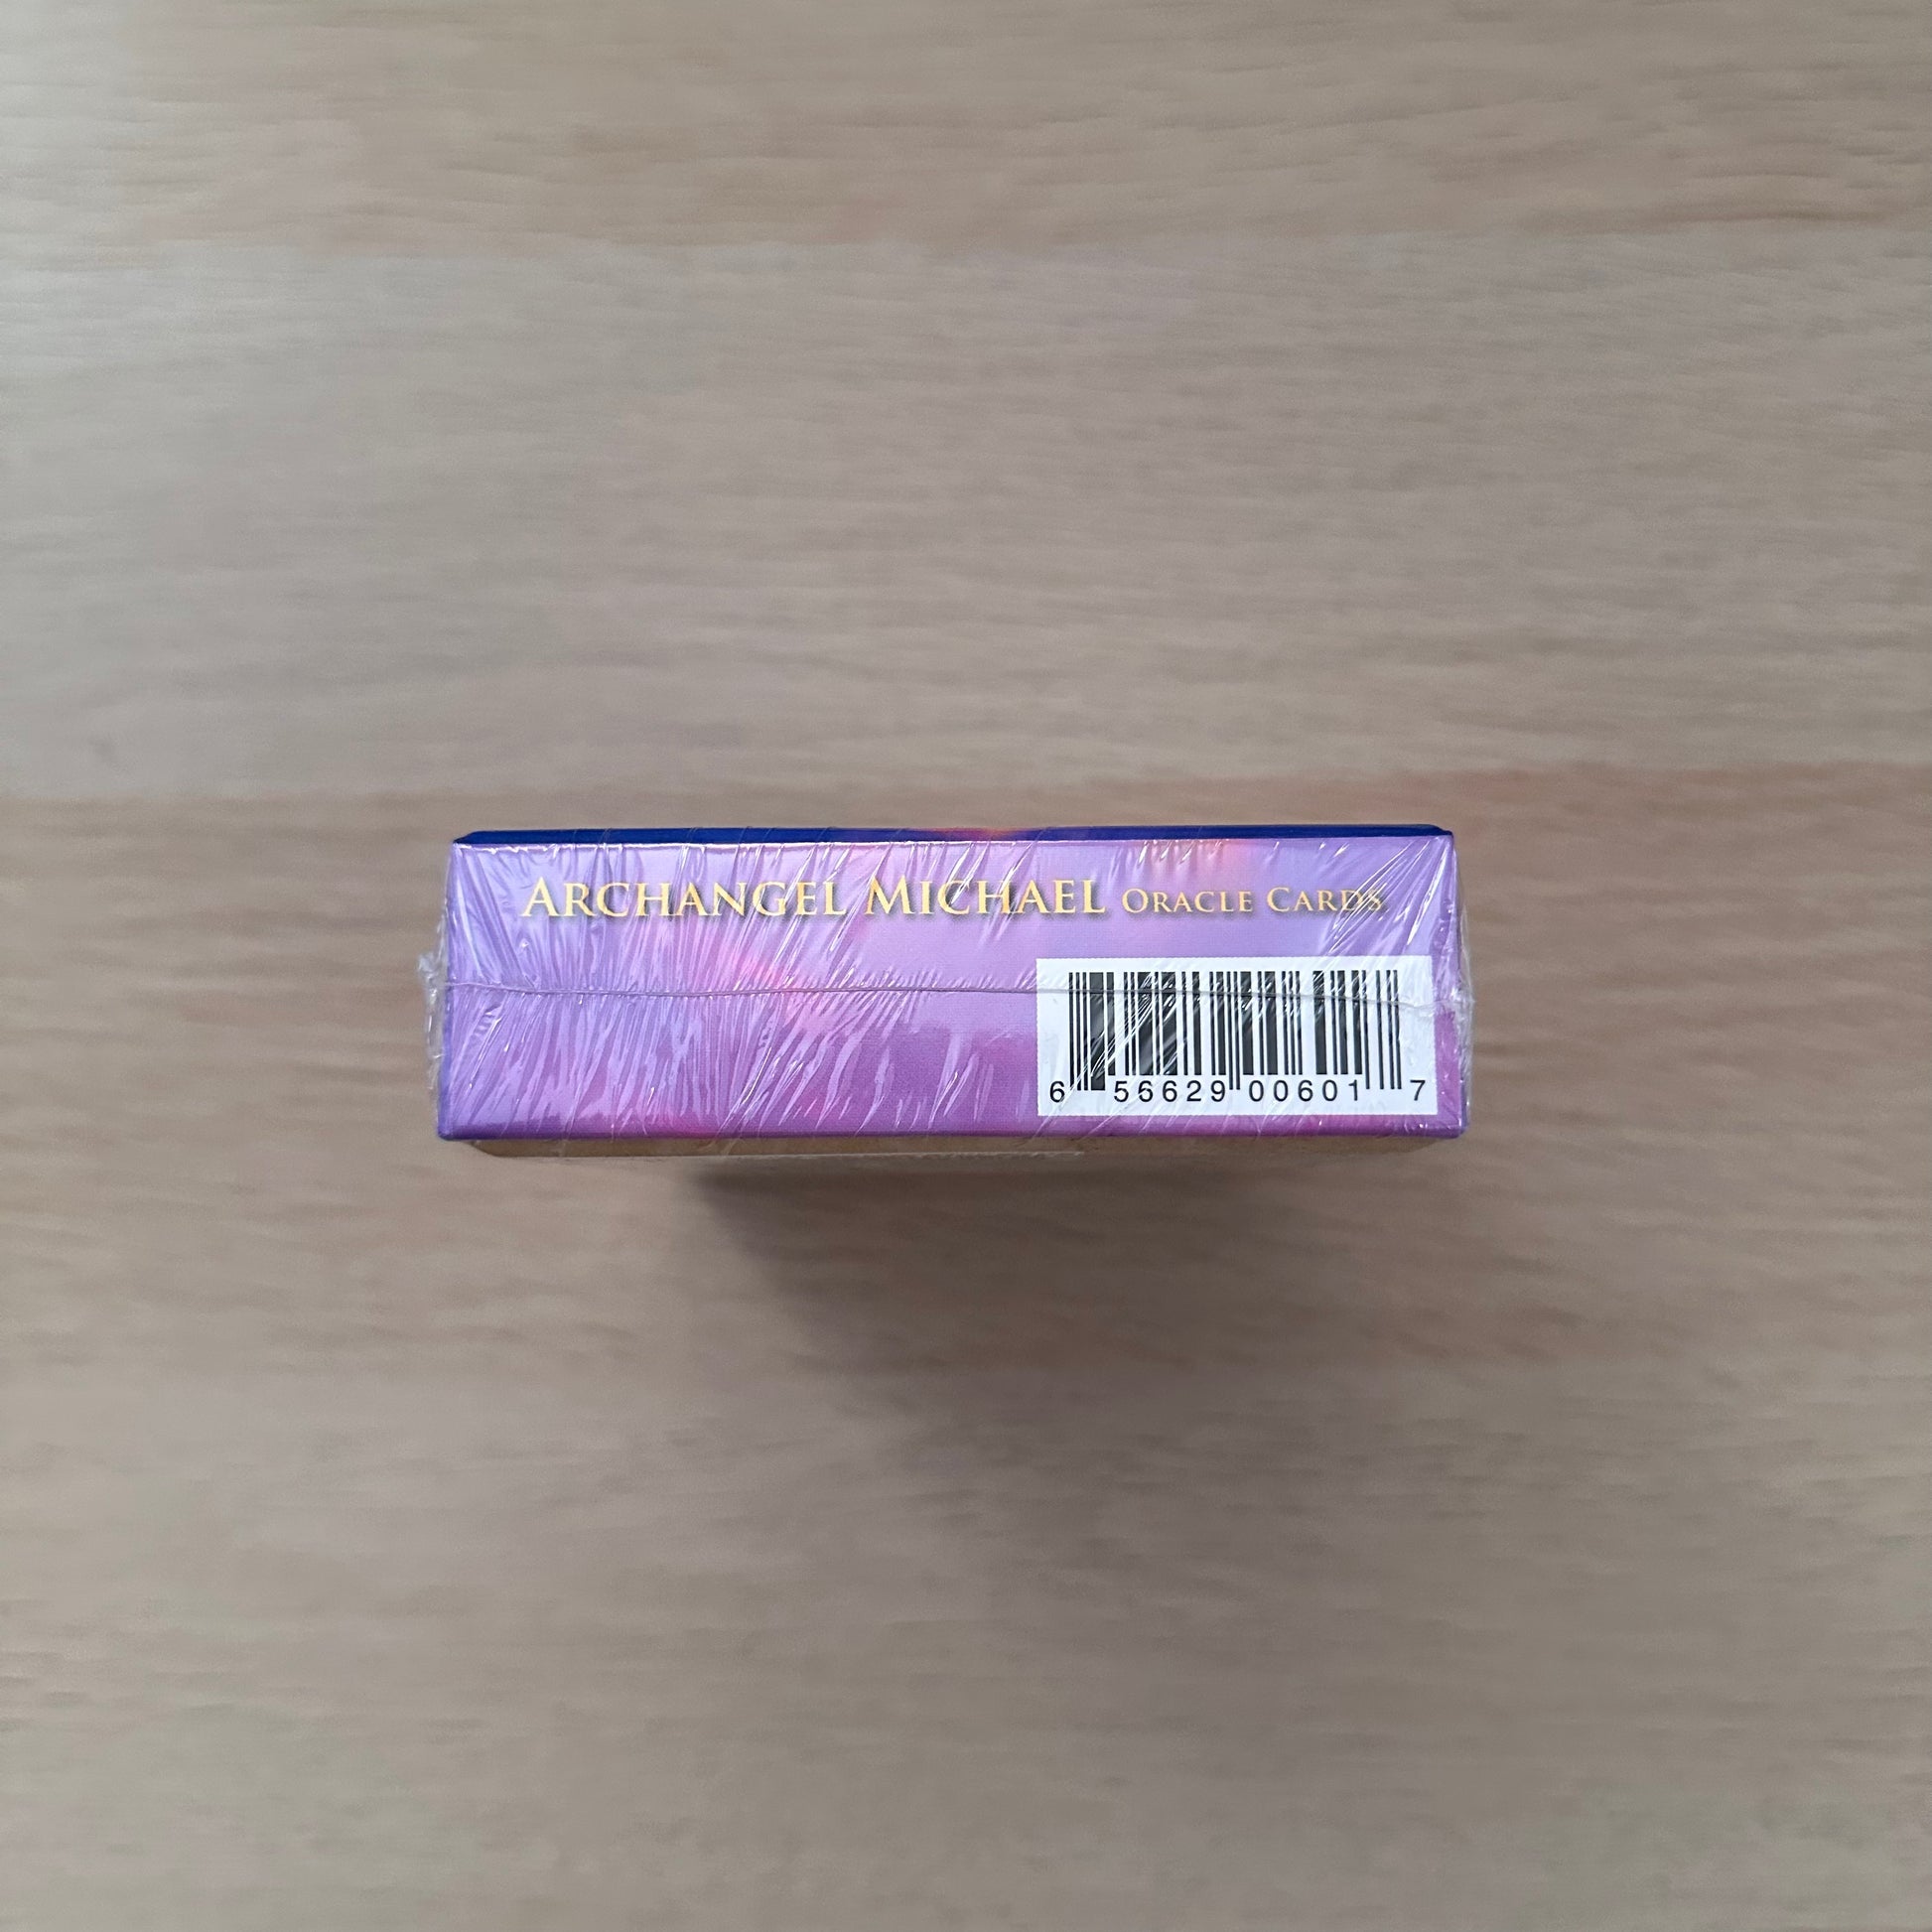 ARCHANGEL MICHAEL ORACLE CARDS
6 56629 00601 7